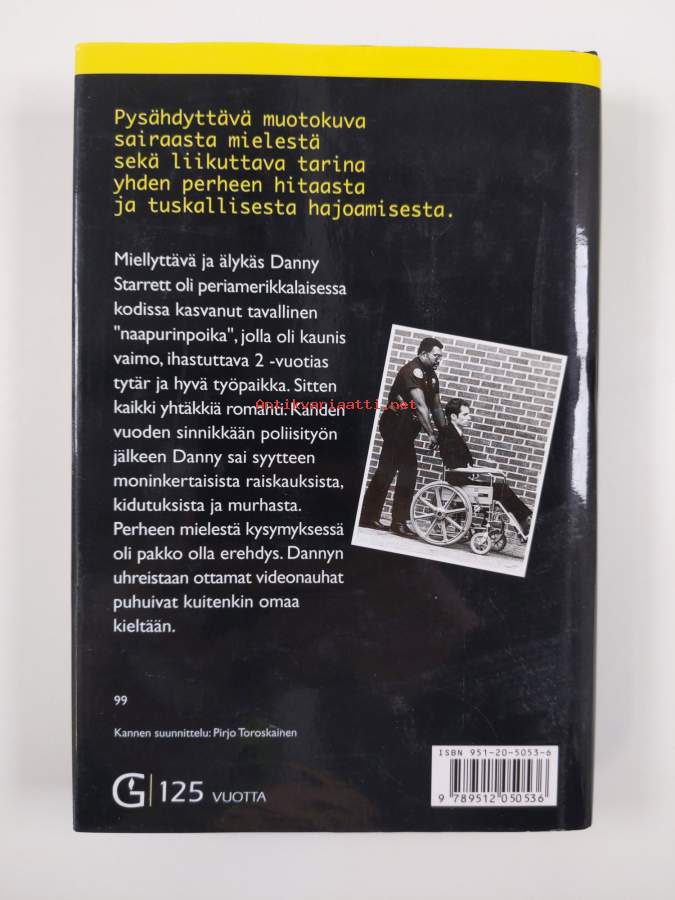 Pysähdyttävä muotokuva
sairaasta mielestä
sekä liikuttava tarina
yhden perheen hitaasta
ja tuskallisesta hajoamisesta.
Miellyttävä ja älykäs Danny
Starrett oli periamerikkalaisessa
kodissa kasvanut tavallinen
"naapurinpoika", jolla oli kaunis
vaimo, ihastuttava 2 -vuotias
tytär ja hyvä työpaikka. Sitten
kaikki yhtäkkiä romahti. Kahden
Antikvariaatti.net
vuoden sinnikkään poliisityön
jälkeen Danny sai syytteen
moninkertaisista raiskauksista,
kidutuksista ja murhasta.
Perheen mielestä kysymyksessä
oli pakko olla erehdys. Dannyn
uhreistaan ottamat videonauhat
puhuivat kuitenkin omaa
kieltään.
99
Kannen suunnittelu: Pirjo Toroskainen
G 125 VUOTTA
ISBN 951-20-5053-6
9 789512 050536